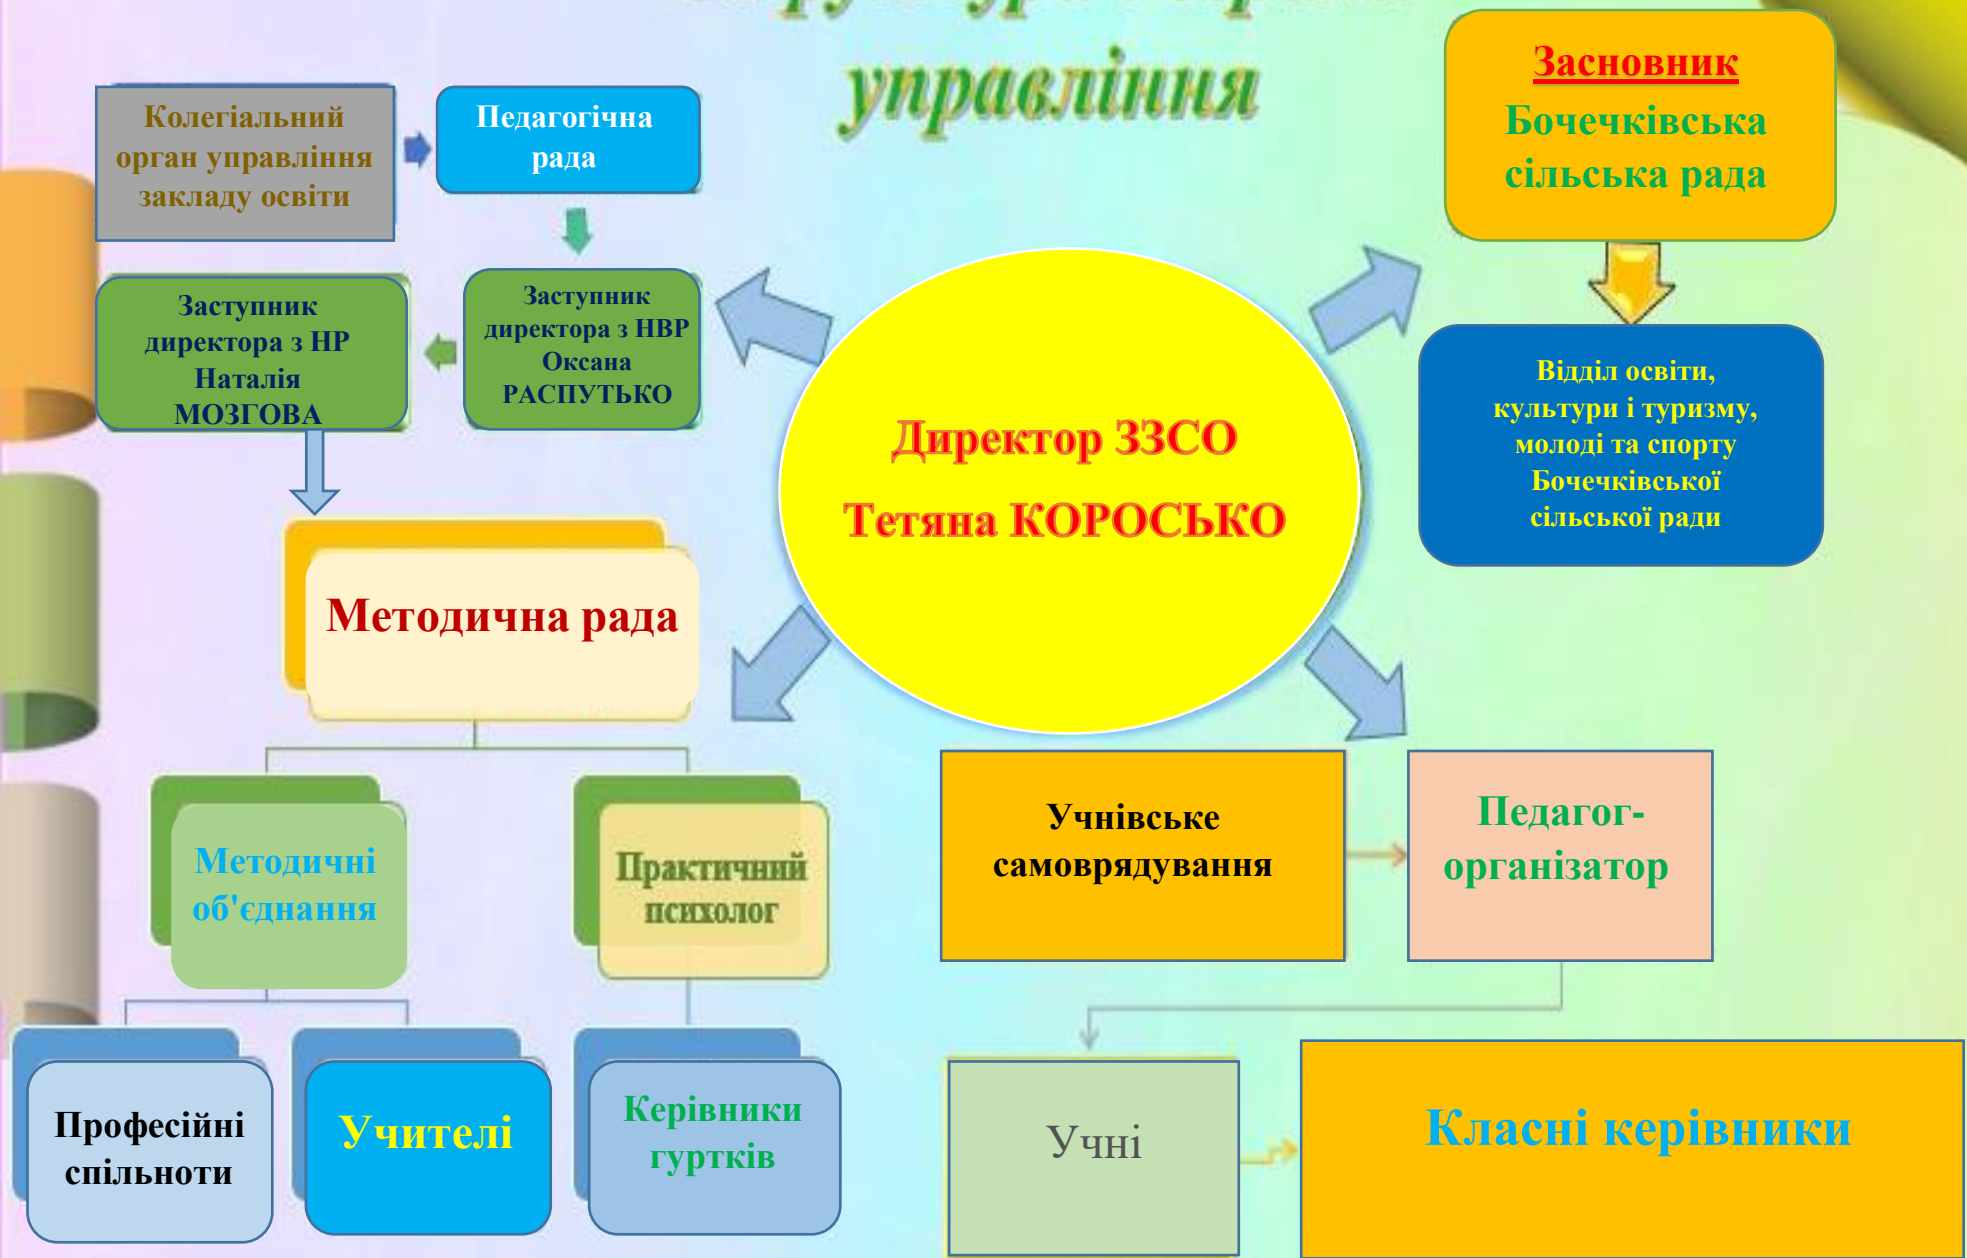 управління
Засновник
Бочечківська
сільська рада
Колегіальний
орган управління
закладу освіти
Педагогічна
рада
Заступник
директора з НР
Наталія
МОЗГОВА
Заступник
директора з НВР
Оксана
РАСПУТЬКО
Відділ освіти,
культури і туризму,
молоді та спорту
Бочечківської
сільської ради
Директор ЗЗСО
Тетяна КОРОСЬКО
Методична рада
Методичні
об'єднання
Практичний
психолог
Учнівське
самоврядування
Педагог-
організатор
Професійні
спільноти
Учителі
Керівники
гуртків
Учні
Класні керівники